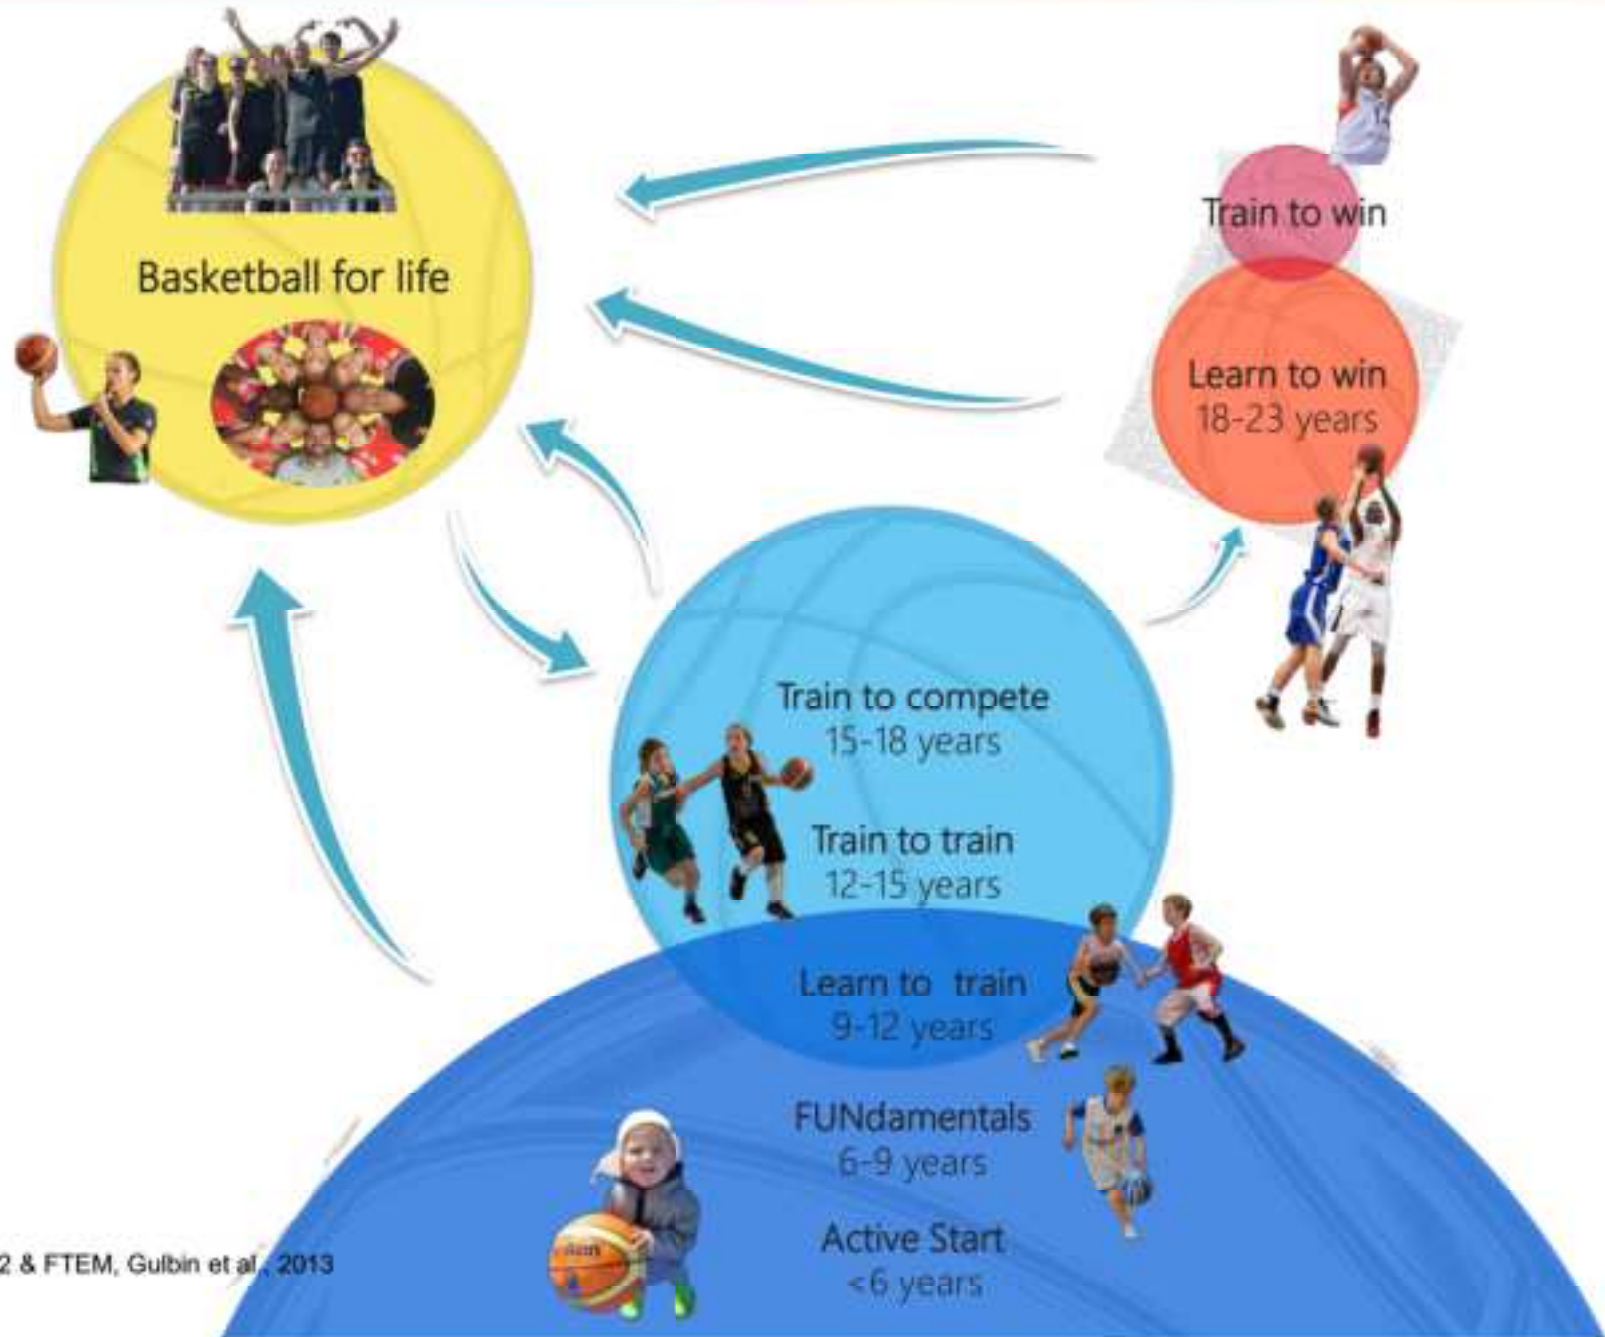 Train to win
Basketball for life
Learn to win
18-23 years
Train to compete
15-18 years
Train to train
12-15 years
Learn to train
9-12 years
FUNdamentals
6-9 years
Active Start
<6 years
2 & FTEM, Gulbin et al., 2013